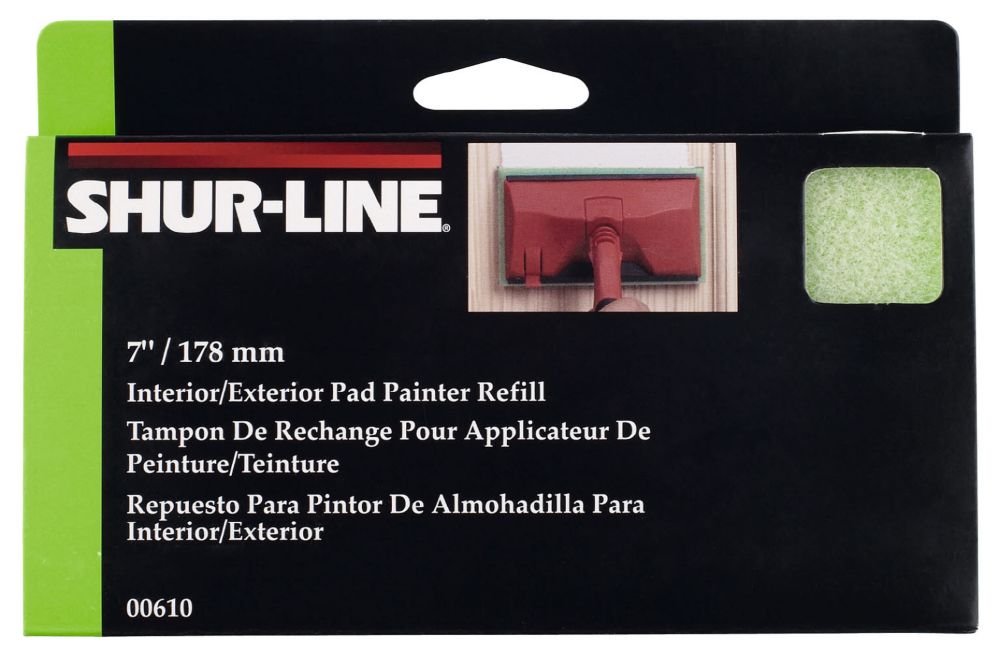 SHUR-LINE®
7" / 178 mm
Interior/Exterior Pad Painter Refill
Tampon De Rechange Pour Applicateur De
Peinture/Teinture
Repuesto Para Pintor De Almohadilla Para
Interior/Exterior
00610